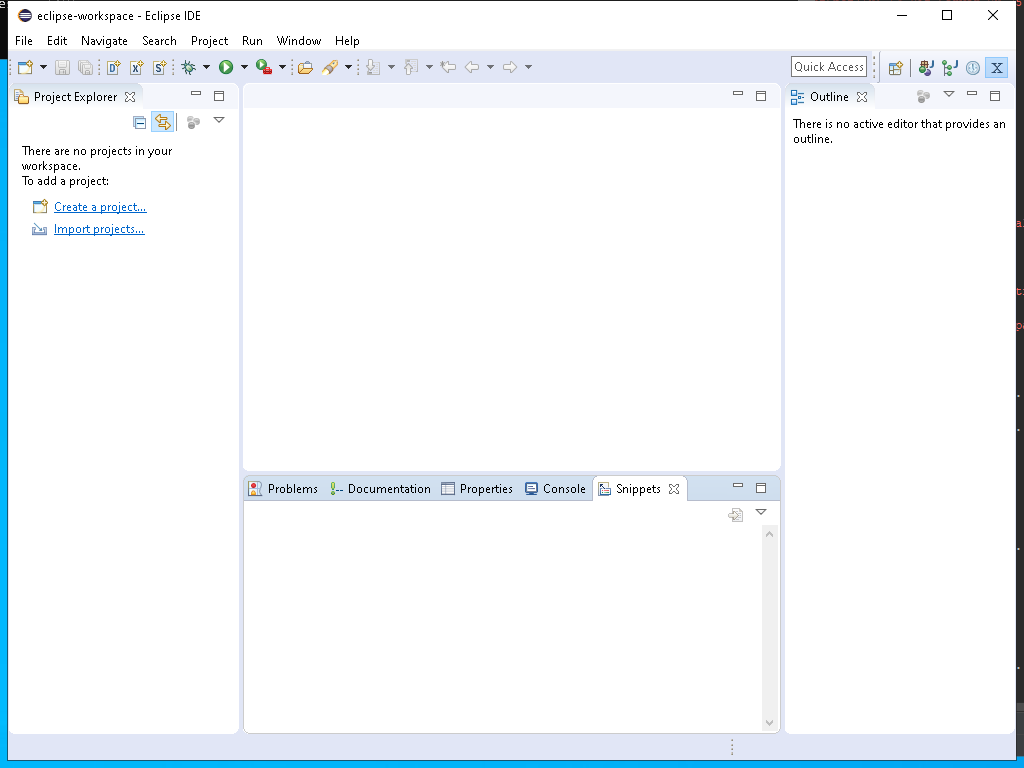 eclipse-workspace - Eclipse IDE
File Edit Navigate Search Project Run Window Help
Quick Access
Project Explorer
There are no projects in your
workspace.
To add a project:
Create a project...
Import projects...
Outline
There is no active editor that provides an
outline.
Problems Documentation Properties Console Snippets